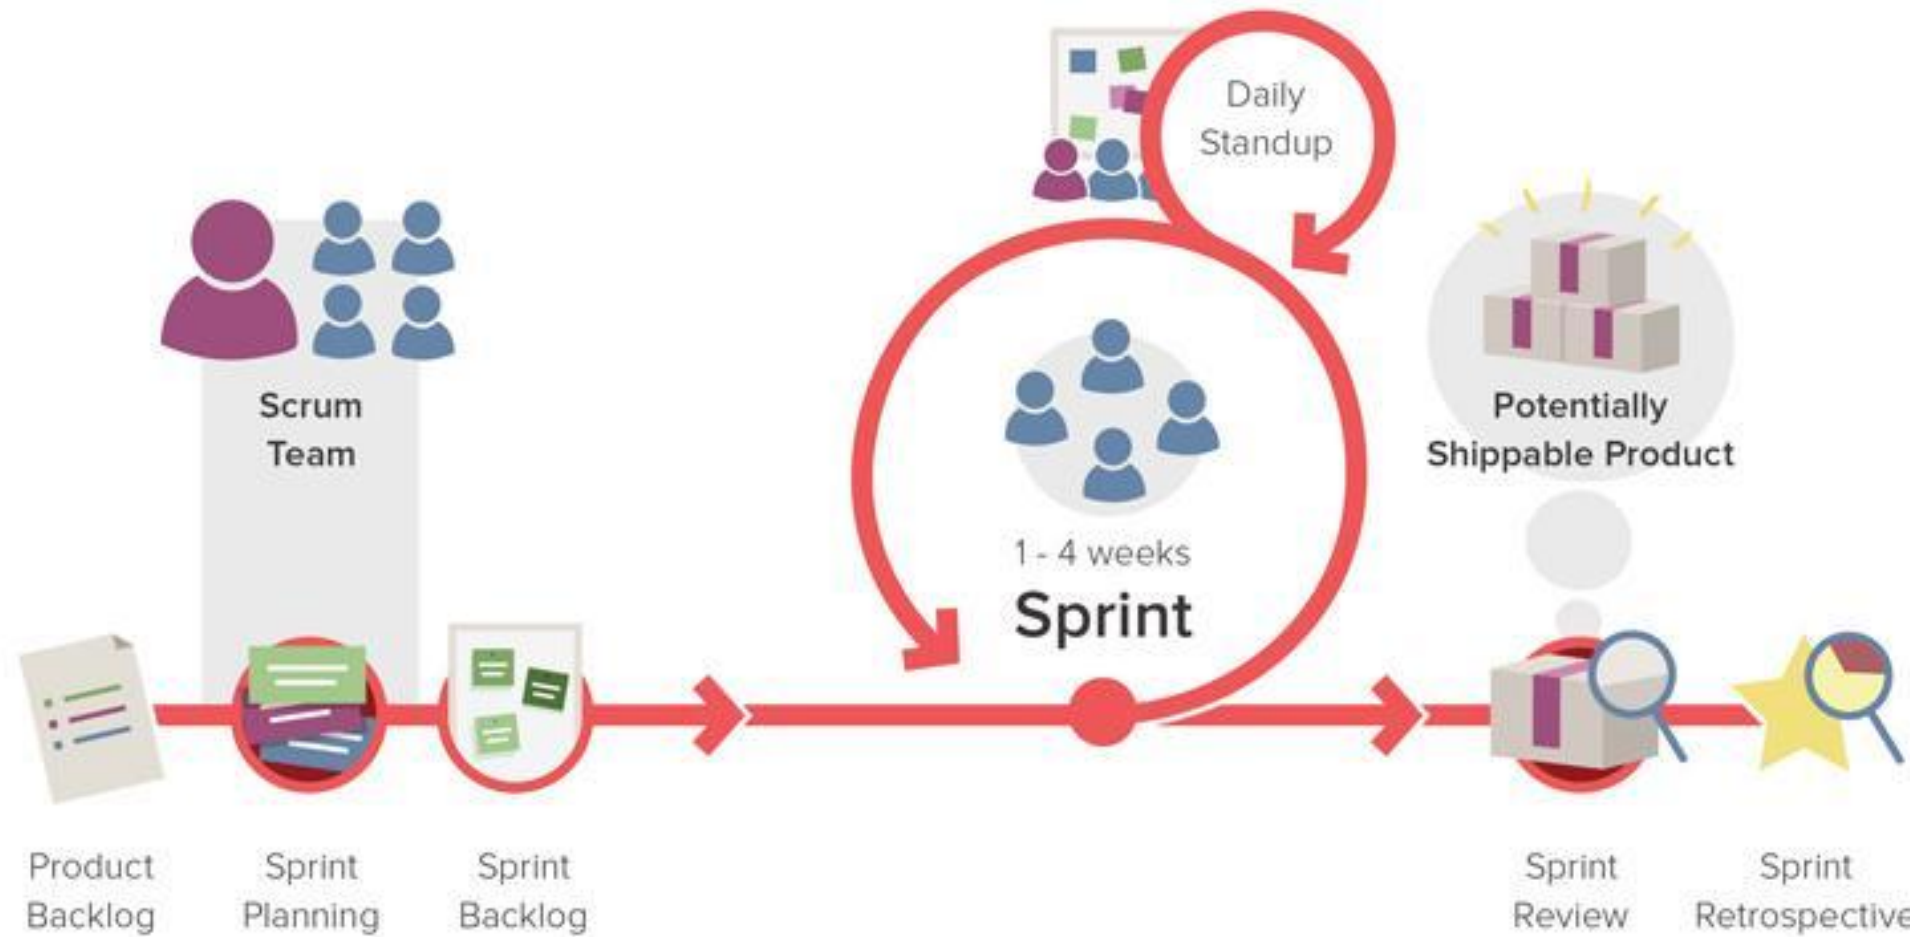 Daily
Standup
Scrum
Team
Potentially
Shippable Product
1 - 4 weeks
Sprint
Product
Backlog
Sprint
Planning
Sprint
Backlog
Sprint
Review
Sprint
Retrospective